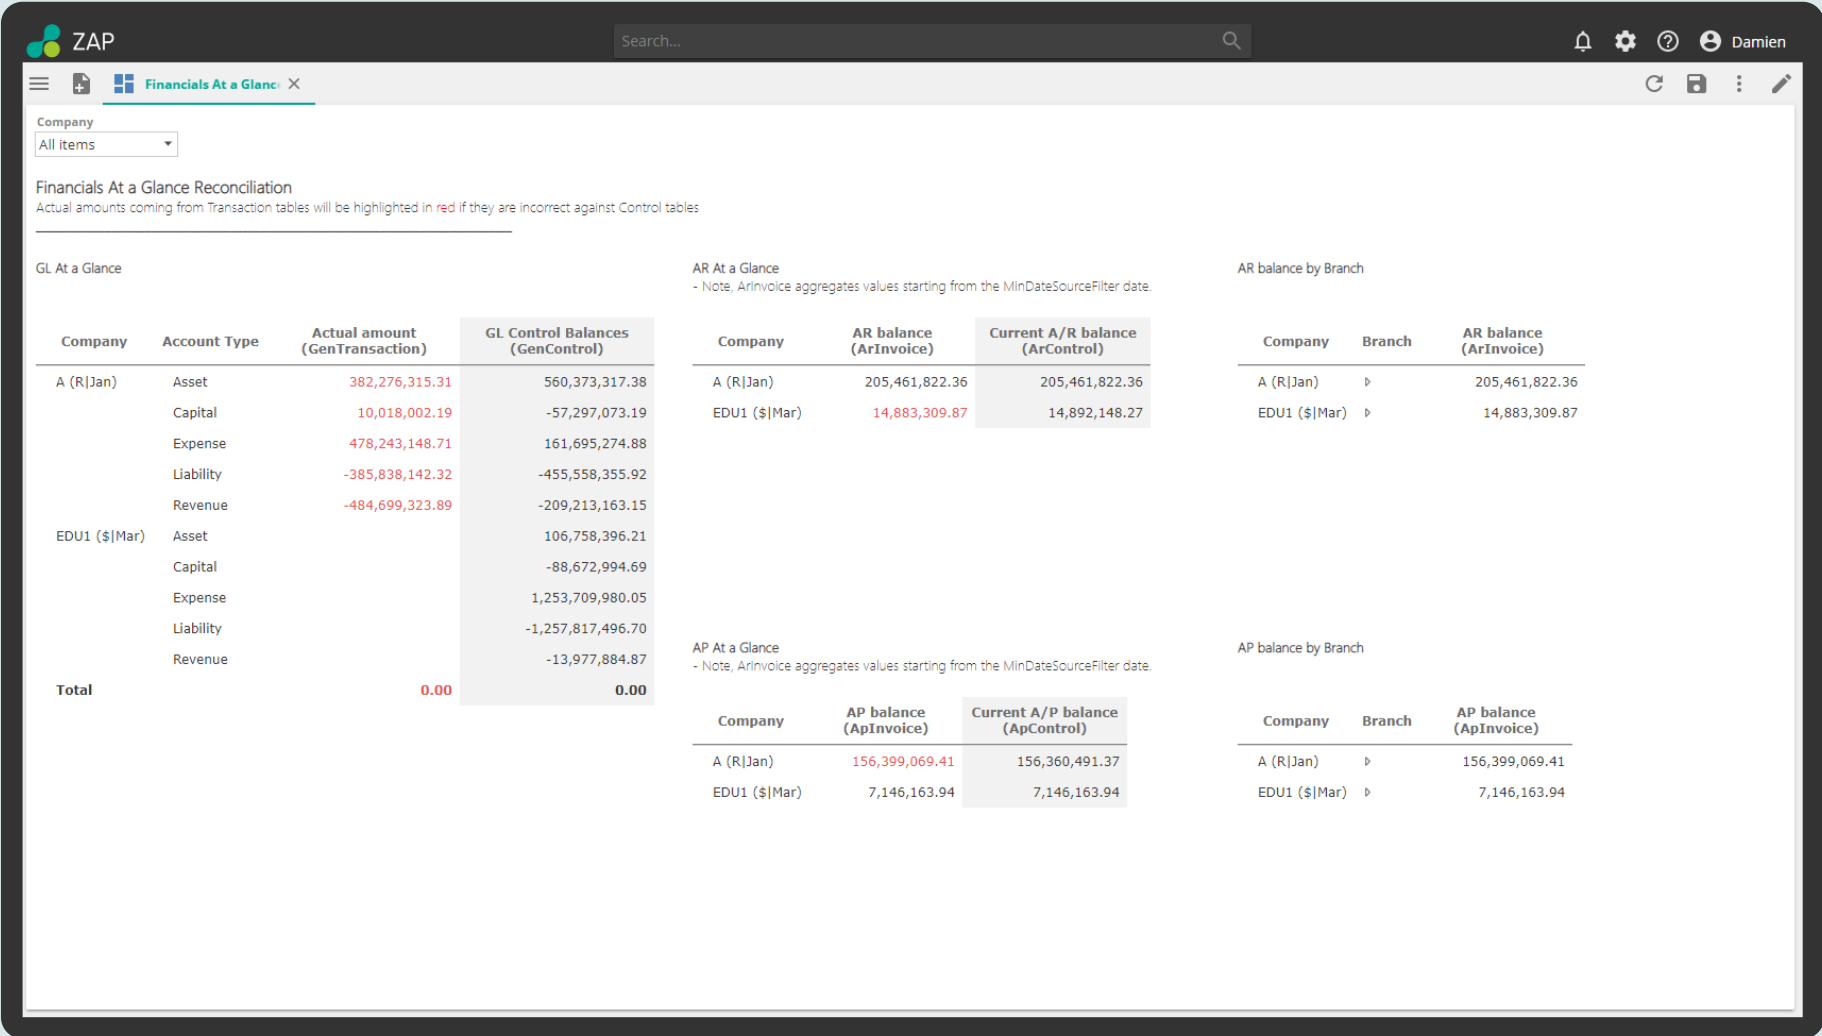 ZAP
Search...
Damien
Financials At a Glanc
Company
All items
Financials At a Glance Reconciliation
Actual amounts coming from Transaction tables will be highlighted in red if they are incorrect against Control tables
GL At a Glance
Company Account Type Actual amount (GenTransaction) GL Control Balances (GenControl)
A (R|Jan) Asset 382,276,315.31 560,373,317.38
Capital 10,018,002.19 -57,297,073.19
Expense 478,243,148.71 161,695,274.88
Liability -385,838,142.32 -455,558,355.92
Revenue -484,699,323.89 -209,213,163.15
EDU1 ($|Mar) Asset 106,758,396.21
Capital -88,672,994.69
Expense 1,253,709,980.05
Liability -1,257,817,496.70
Revenue -13,977,884.87
Total 0.00 0.00
AR At a Glance
- Note, ArInvoice aggregates values starting from the MinDateSourceFilter date.
Company AR balance (ArInvoice) Current A/R balance (ArControl)
A (R|Jan) 205,461,822.36 205,461,822.36
EDU1 ($|Mar) 14,883,309.87 14,892,148.27
AR balance by Branch
Company Branch AR balance (ArInvoice)
A (R|Jan) 205,461,822.36
EDU1 ($|Mar) 14,883,309.87
AP At a Glance
- Note, ArInvoice aggregates values starting from the MinDateSourceFilter date.
Company AP balance (ApInvoice) Current A/P balance (ApControl)
A (R|Jan) 156,399,069.41 156,360,491.37
EDU1 ($|Mar) 7,146,163.94 7,146,163.94
AP balance by Branch
Company Branch AP balance (ApInvoice)
A (R|Jan) 156,399,069.41
EDU1 ($|Mar) 7,146,163.94